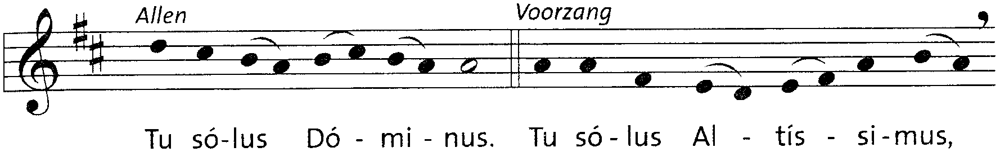 Allen Voorzang
Tu só-lus Dó - mi - nus. Tu só - lus Al - tís - si - mus,